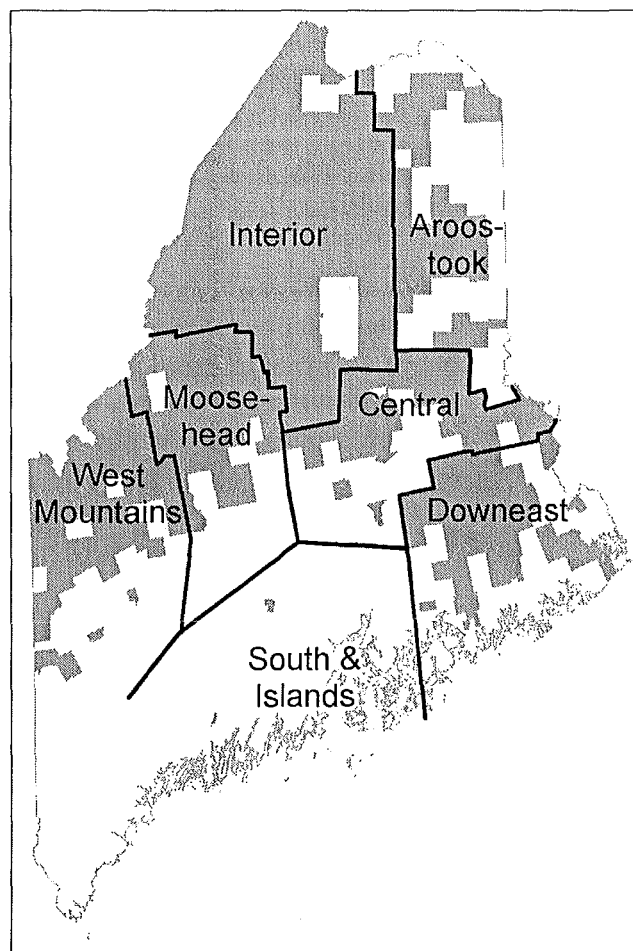 Interior
Aroos-
took
Moose-
head
Central
West
Mountains
Downeast
South &
Islands